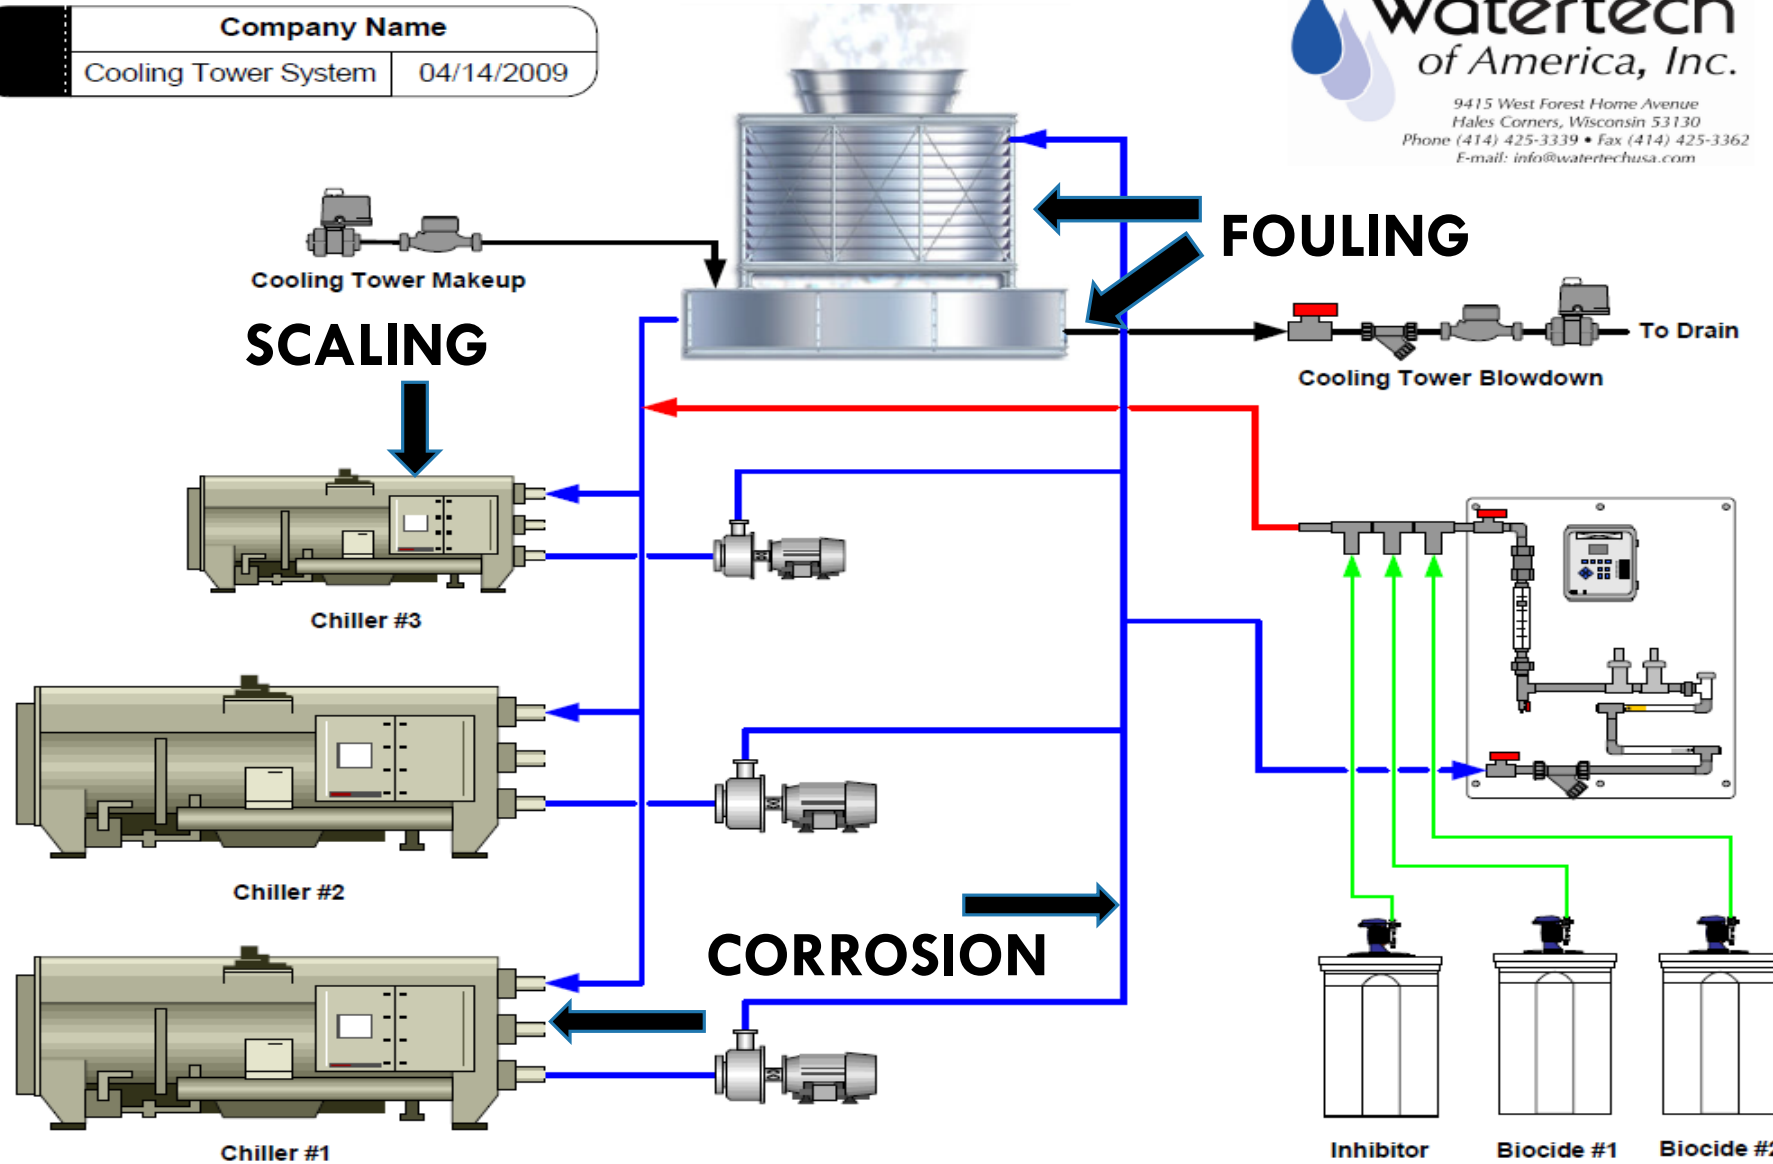 Company Name
Cooling Tower System 04/14/2009
watertech
of America, Inc.
9415 West Forest Home Avenue
Hales Corners, Wisconsin 53130
Phone (414) 425-3339 • Fax (414) 425-3362
E-mail: info@watertechusa.com
FOULING
Cooling Tower Makeup
SCALING
To Drain
Cooling Tower Blowdown
Chiller #3
Chiller #2
CORROSION
Chiller #1
Inhibitor
Biocide #1
Biocide #2